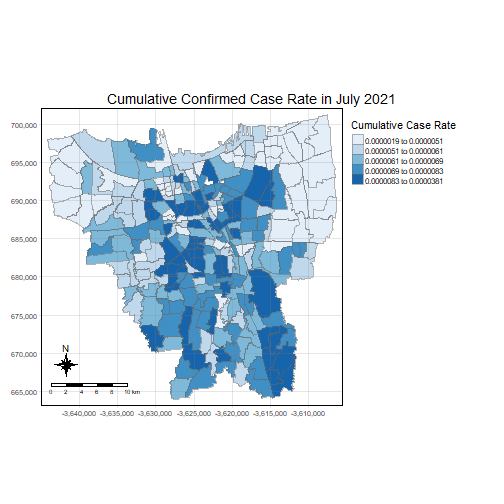 Cumulative Confirmed Case Rate in July 2021
Cumulative Case Rate
0.0000019 to 0.0000051
0.0000051 to 0.0000061
0.0000061 to 0.0000069
0.0000069 to 0.0000083
0.0000083 to 0.0000381
700,000
695,000
690,000
685,000
680,000
675,000
670,000
665,000
N
0 2 4 6 8 10 km
-3,640,000 -3,635,000 -3,630,000 -3,625,000 -3,620,000 -3,615,000 -3,610,000